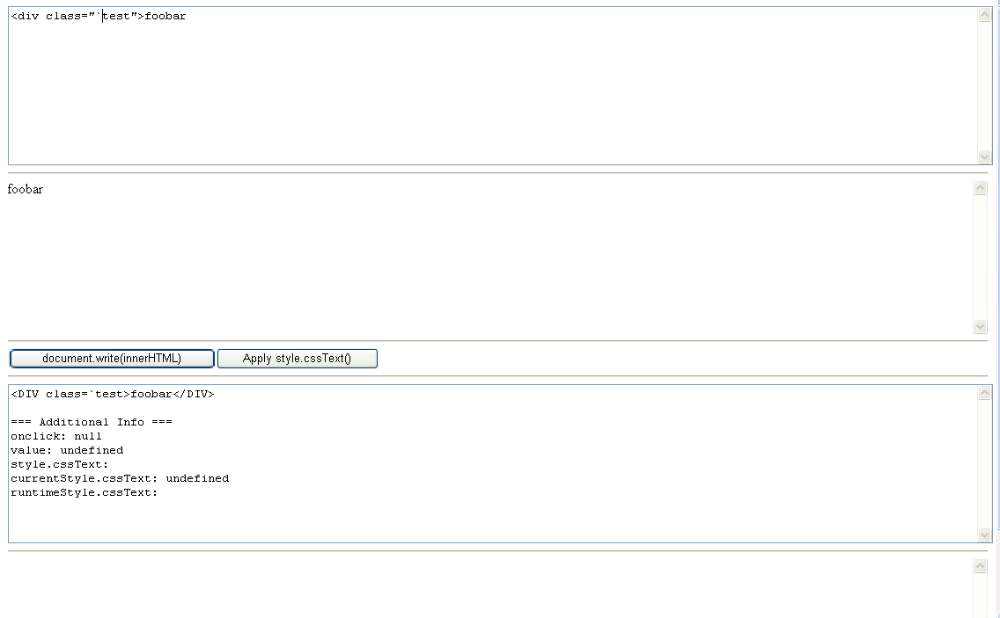 <div class="`test">foobar
foobar
document.write(innerHTML) Apply style.cssText()
<DIV class=`test>foobar</DIV>
=== Additional Info ===
onclick: null
value: undefined
style.cssText:
currentStyle.cssText: undefined
runtimeStyle.cssText: